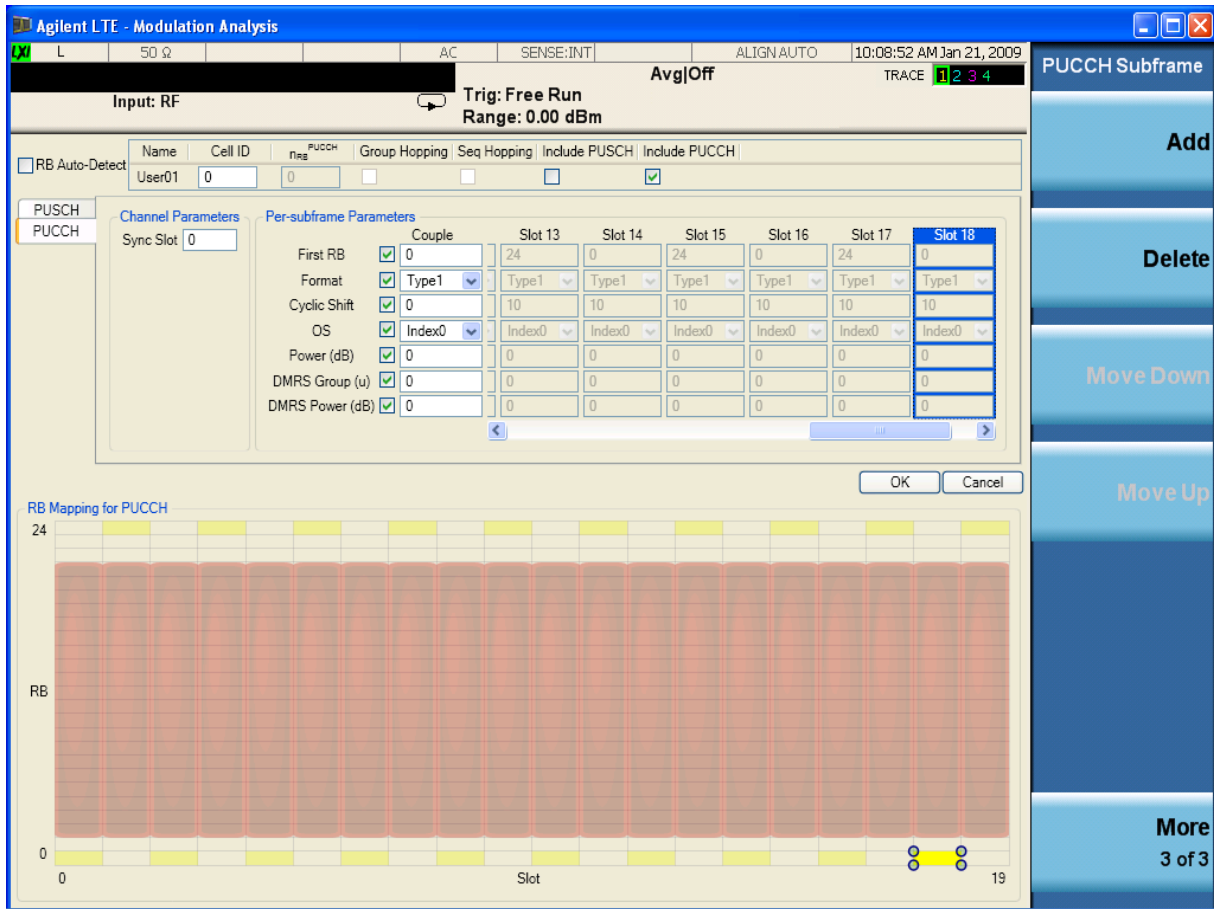 Agilent LTE - Modulation Analysis
LXI L 50 Ω AC SENSE:INT ALIGN AUTO 10:08:52 AM Jan 21, 2009
Avg|Off TRACE 1 2 3 4
Input: RF Trig: Free Run
Range: 0.00 dBm
RB Auto-Detect Name Cell ID nRB PUCCH Group Hopping Seq Hopping Include PUSCH Include PUCCH
User01 0 0
PUSCH
PUCCH
Channel Parameters
Sync Slot 0
Per-subframe Parameters
Couple Slot 13 Slot 14 Slot 15 Slot 16 Slot 17 Slot 18
First RB 0 24 0 24 0 24 0
Format Type1 Type1 Type1 Type1 Type1 Type1 Type1
Cyclic Shift 0 10 10 10 10 10 10
OS Index0 Index0 Index0 Index0 Index0 Index0 Index0
Power (dB) 0 0 0 0 0 0 0
DMRS Group (u) 0 0 0 0 0 0 0
DMRS Power (dB) 0 0 0 0 0 0 0
OK Cancel
RB Mapping for PUCCH
24
RB
0
0 Slot 19
PUCCH Subframe
Add
Delete
Move Down
Move Up
More
3 of 3